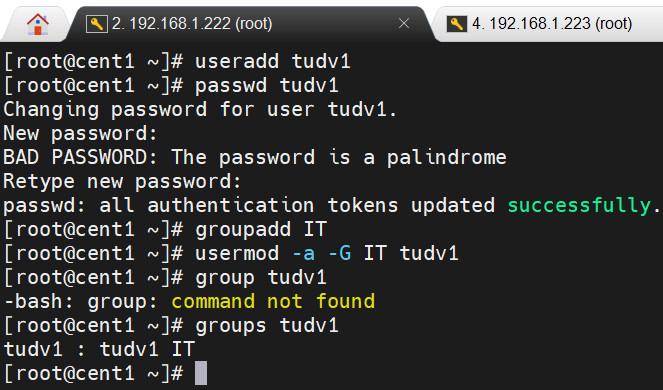 2. 192.168.1.222 (root)
4. 192.168.1.223 (root)
[root@cent1 ~]# useradd tudv1
[root@cent1 ~]# passwd tudv1
Changing password for user tudv1.
New password:
BAD PASSWORD: The password is a palindrome
Retype new password:
passwd: all authentication tokens updated successfully.
[root@cent1 ~]# groupadd IT
[root@cent1 ~]# usermod -a -G IT tudv1
[root@cent1 ~]# group tudv1
-bash: group: command not found
[root@cent1 ~]# groups tudv1
tudv1 : tudv1 IT
[root@cent1 ~]#